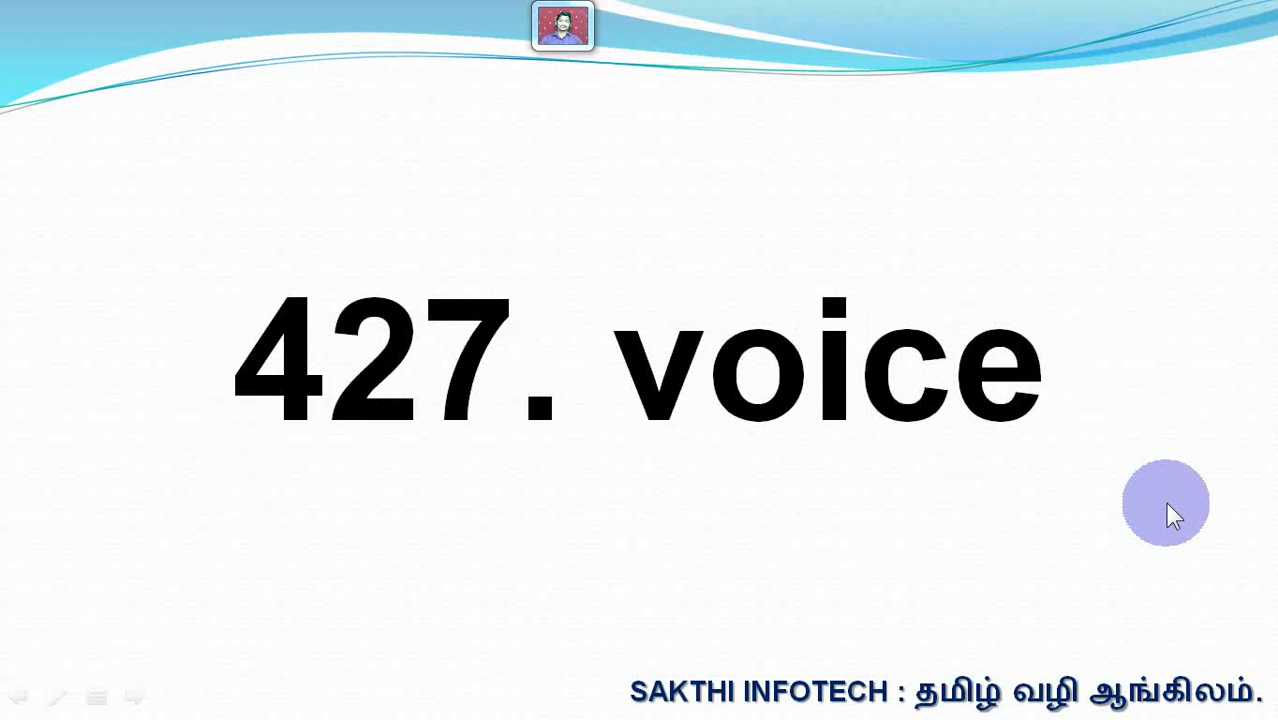 427. voice
SAKTHI INFOTECH : தமிழ் வழி ஆங்கிலம்.